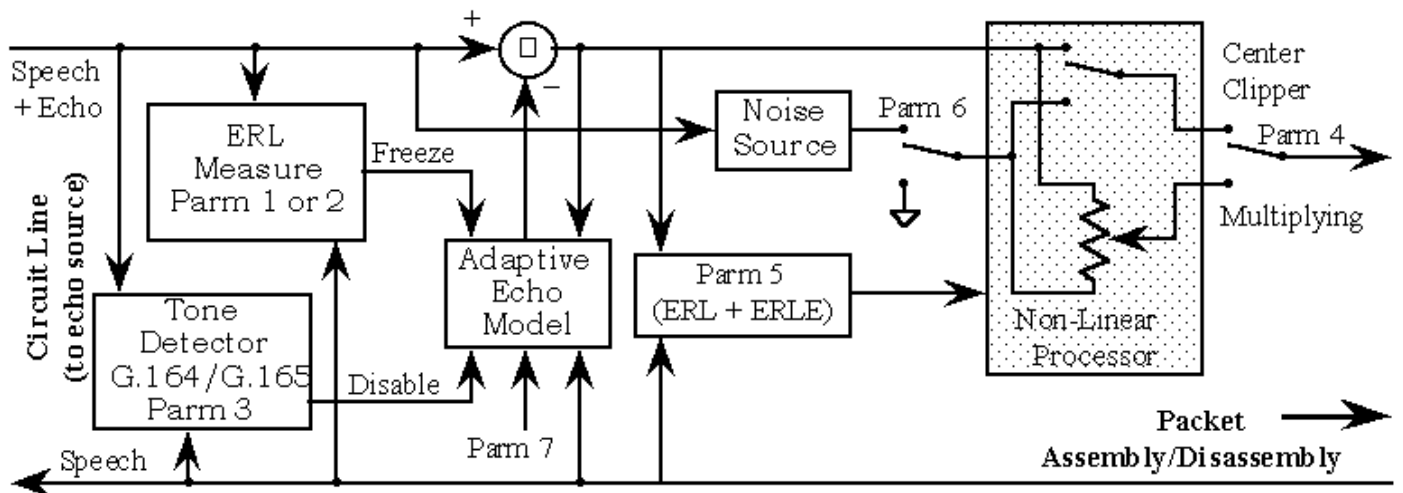 +
Speech
+ Echo
−
ERL
Measure
Parm 1 or 2
Freeze
Noise
Source
Parm 6
Center
Clipper
Parm 4
Multiplying
Circuit Line
(to echo source)
Adaptive
Echo
Model
Parm 5
(ERL + ERLE)
Non-Linear
Processor
Tone
Detector
G.164/G.165
Parm 3
Disable
Parm 7
Speech
Packet
Assembly/Disassembly